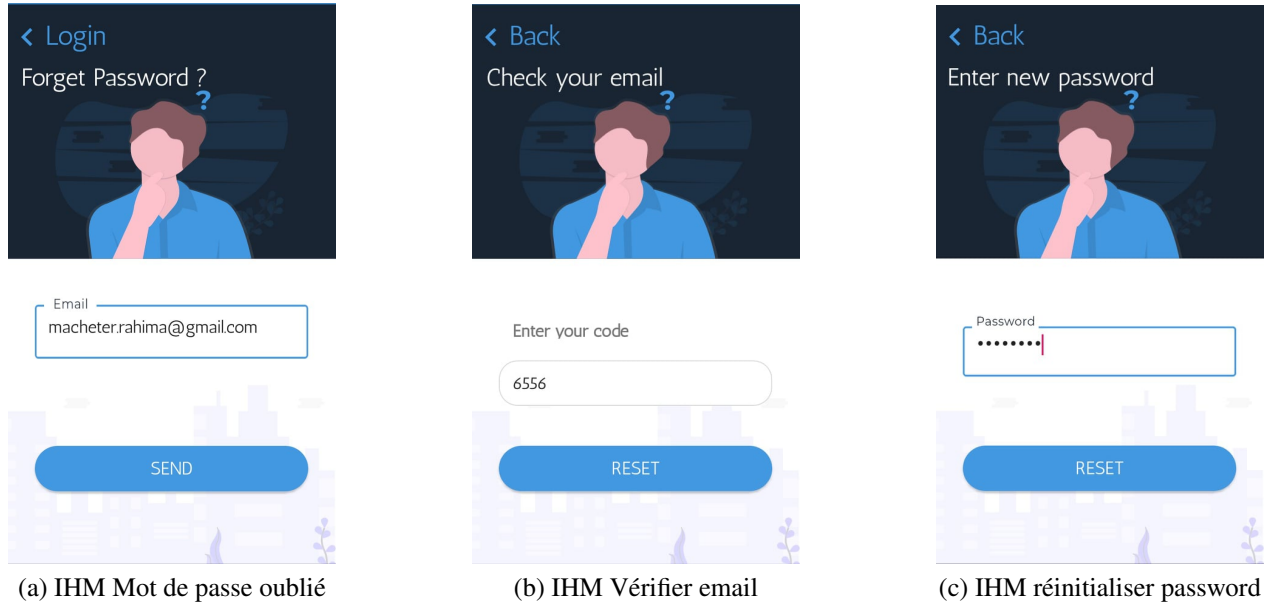 < Login
Forget Password ?
?
Email
macheter.rahima@gmail.com
SEND
(a) IHM Mot de passe oublié
< Back
Check your email
?
Enter your code
6556
RESET
(b) IHM Vérifier email
< Back
Enter new password
?
Password
••••••••
RESET
(c) IHM réinitialiser password